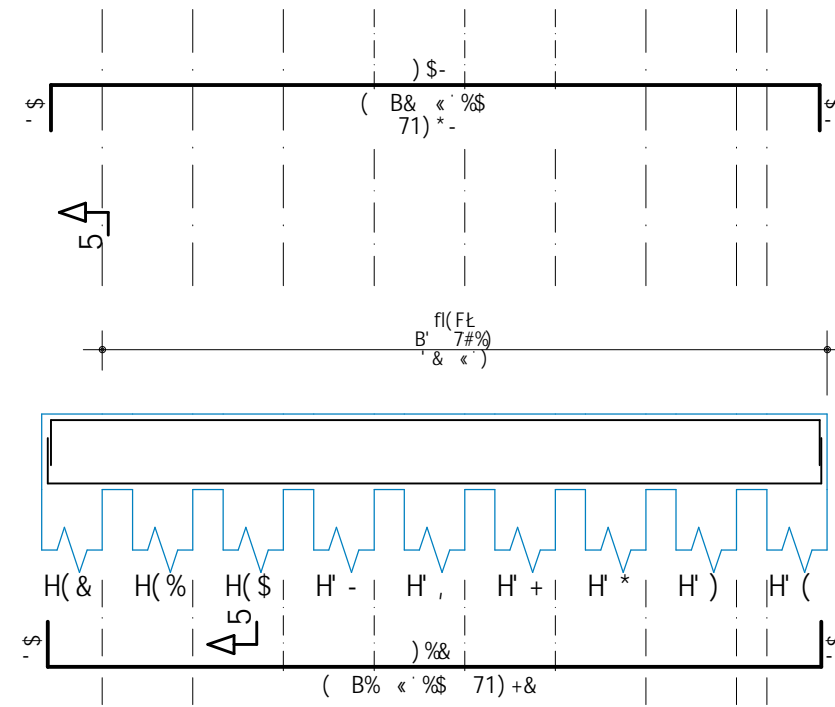 ) $-
-$
-$
( B& «˙%$
71) * -
5
fl(FŁ
B' 7#%)
' & «˙)
H( &
H( %
H( $
H' -
H' ,
H' +
H' *
H' )
H' (
5
-$
-$
) %&
( B% «˙%$ 71) +&